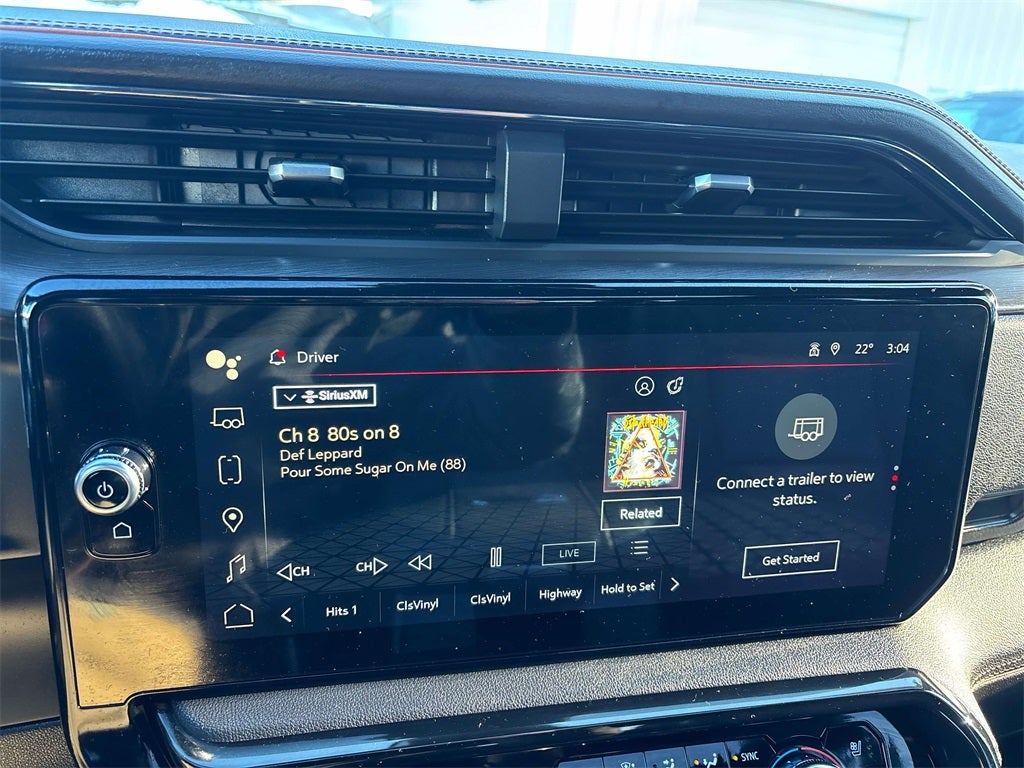 Driver
22° 3:04
SiriusXM
Ch 8 80s on 8
Def Leppard
Pour Some Sugar On Me (88)
Related
Connect a trailer to view
status.
Get Started
CH
CH
LIVE
Hits 1
ClsVinyl
ClsVinyl
Highway
Hold to Set
SYNC